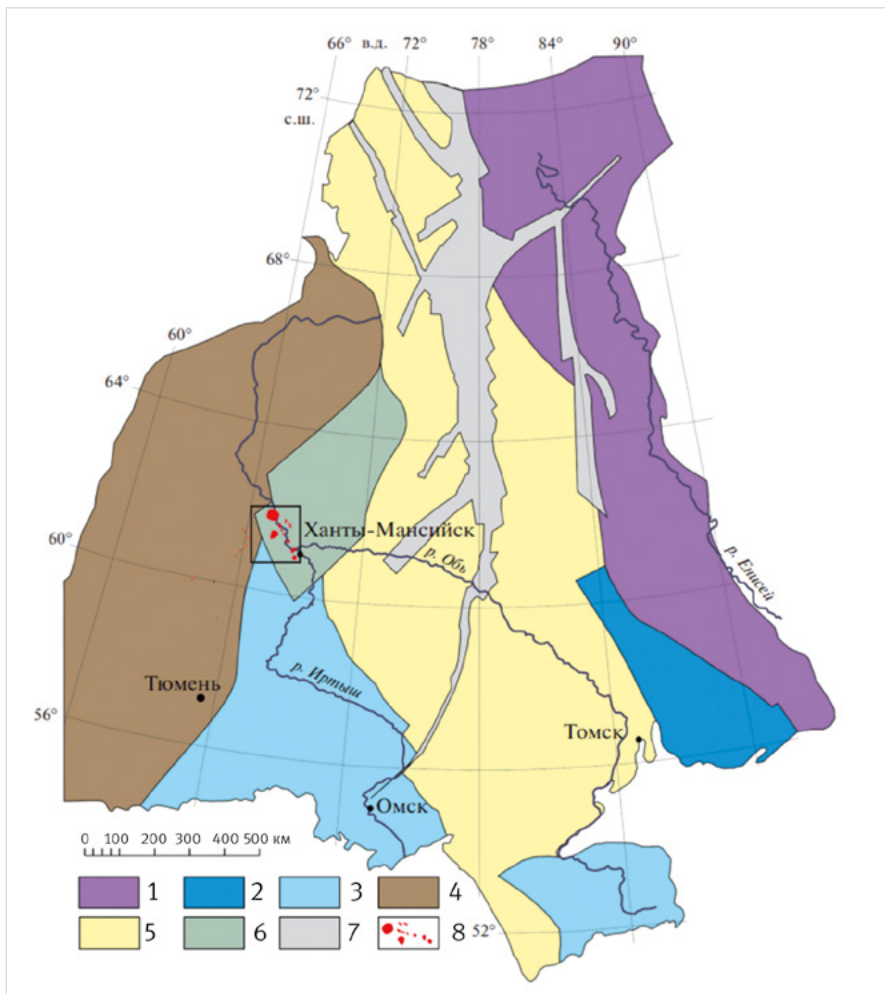 66° в.д. 72° 78° 84° 90°
72°
с.ш.
68°
60°
64°
60°
Ханты-Мансийск
р. Обь
р. Енисей
р. Иртыш
Тюмень
56°
Томск
Омск
0 100 200 300 400 500 км
1 2 3 4
5 6 7 8 52°